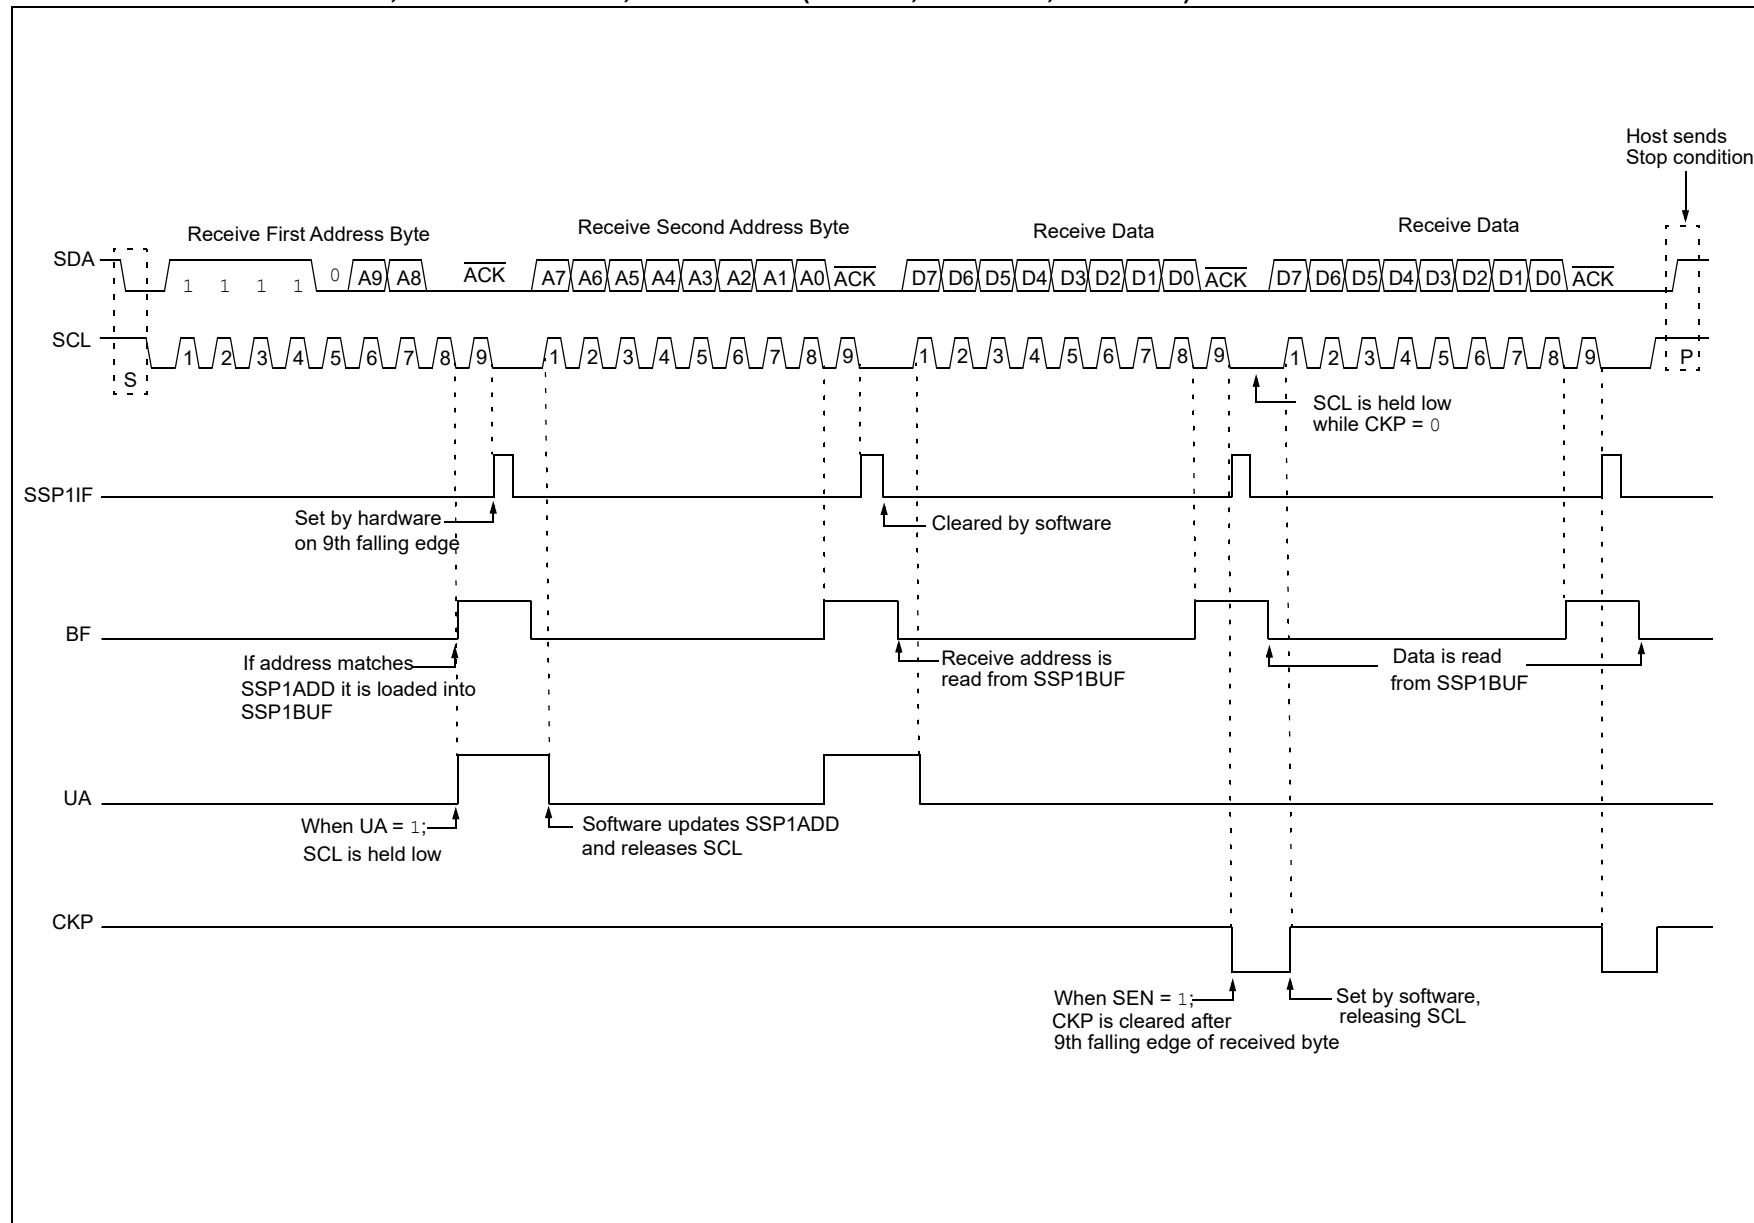 Host sends
Stop condition
Receive First Address Byte
Receive Second Address Byte
Receive Data
Receive Data
SDA
1 1 1 1 0 A9 A8 ACK A7 A6 A5 A4 A3 A2 A1 A0 ACK D7 D6 D5 D4 D3 D2 D1 D0 ACK D7 D6 D5 D4 D3 D2 D1 D0 ACK
SCL
S
1 2 3 4 5 6 7 8 9 1 2 3 4 5 6 7 8 9 1 2 3 4 5 6 7 8 9 1 2 3 4 5 6 7 8 9
P
SCL is held low
while CKP = 0
SSP1IF
Set by hardware
on 9th falling edge
Cleared by software
BF
If address matches
SSP1ADD it is loaded into
SSP1BUF
Receive address is
read from SSP1BUF
Data is read
from SSP1BUF
UA
When UA = 1;
SCL is held low
Software updates SSP1ADD
and releases SCL
CKP
When SEN = 1;
CKP is cleared after
9th falling edge of received byte
Set by software,
releasing SCL